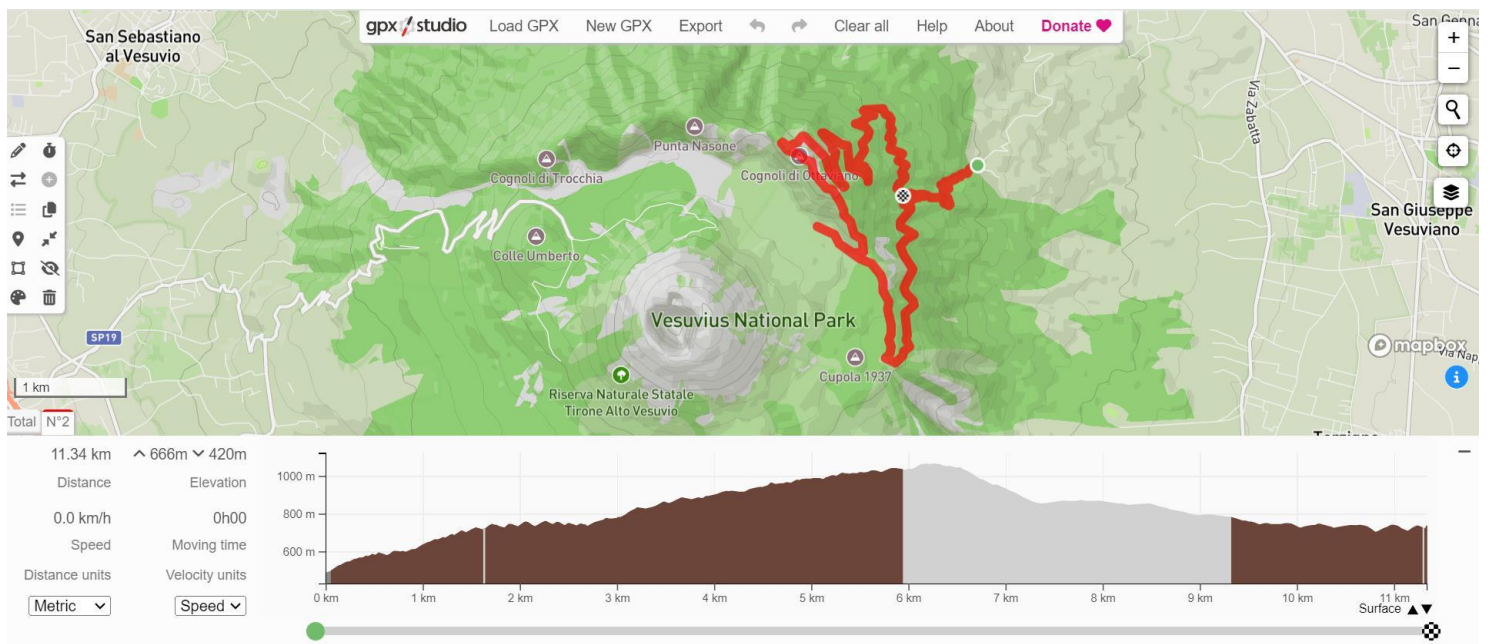 gpx studio Load GPX New GPX Export Clear all Help About Donate
San Sebastiano
al Vesuvio
Via Zabatta
Punta Nasone
Cognoli di Trocchia
Cognoli di Ottaviano
San Giuseppe
Vesuviano
Colle Umberto
Vesuvius National Park
SP19
mapbox
Cupola 1937
1 km
Riserva Naturale Statale
Tirone Alto Vesuvio
Total N°2
11.34 km 666m 420m
Distance Elevation
0.0 km/h 0h00
Speed Moving time
Distance units Velocity units
Metric Speed
1000 m
800 m
600 m
0 km 1 km 2 km 3 km 4 km 5 km 6 km 7 km 8 km 9 km 10 km 11 km
Surface